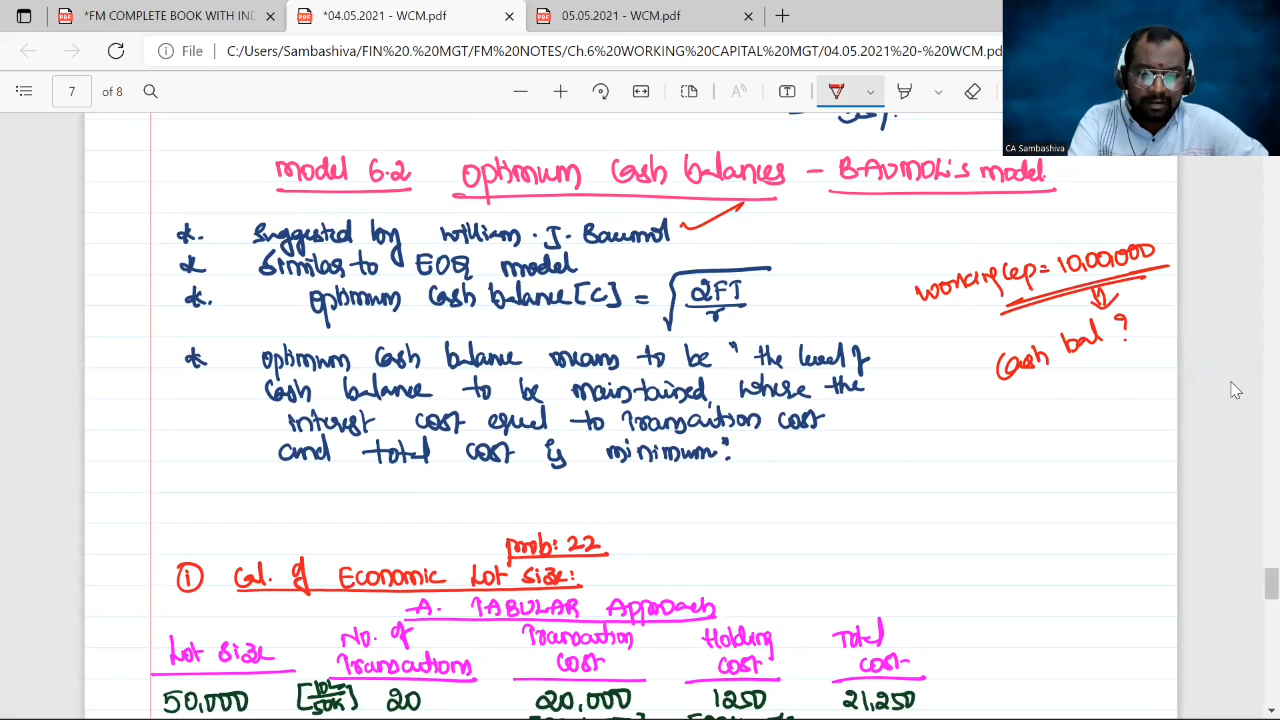 *FM COMPLETE BOOK WITH IND
*04.05.2021 - WCM.pdf
05.05.2021 - WCM.pdf
File
C:/Users/Sambashiva/FIN%20.%20MGT/FM%20NOTES/Ch.6%20WORKING%20CAPITAL%20MGT/04.05.2021%20-%20WCM.pd
7 of 8
CA Sambashiva
Model 6.2 Optimum Cash balances - BAUMOL's model
*. Suggested by William. J. Baumol
* Similar to EOQ model
*. Optimum Cash balance [C] = √2FT/r
Working Cap = 10,00,000
Cash bal ?
* Optimum Cash balance means to be " the level of
Cash balance to be maintained, where the
interest cost equal to Transaction cost
and total cost is minimum".
prob: 22
① Cal. of Economic Lot Size:
A. TABULAR Approach
Lot Size
No. of Transactions
Transaction cost
Holding cost
Total cost
50,000 [10L/50K] 20 20,000 1250 21,250